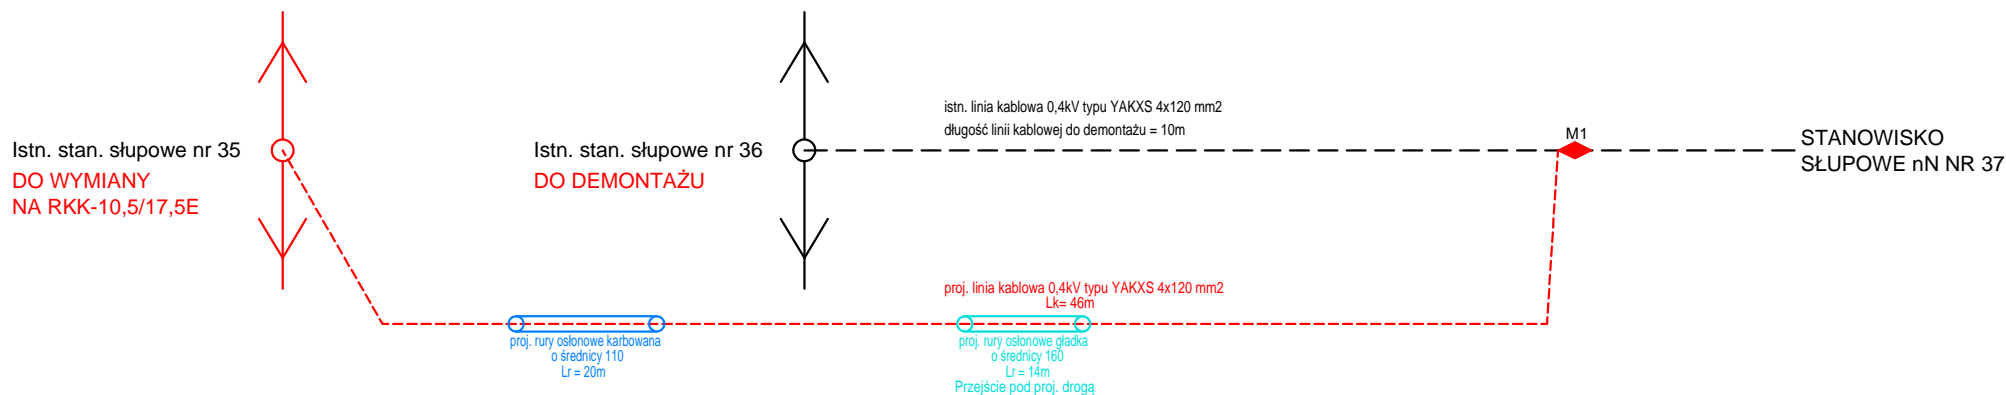 Istn. stan. słupowe nr 35
DO WYMIANY
NA RKK-10,5/17,5E
Istn. stan. słupowe nr 36
DO DEMONTAŻU
istn. linia kablowa 0,4kV typu YAKXS 4x120 mm2
długość linii kablowej do demontażu = 10m
M1
STANOWISKO
SŁUPOWE nN NR 37
proj. linia kablowa 0,4kV typu YAKXS 4x120 mm2
Lk= 46m
proj. rury osłonowe karbowana
o średnicy 110
Lr = 20m
proj. rury osłonowe gładka
o średnicy 160
Lr = 14m
Przejście pod proj. drogą